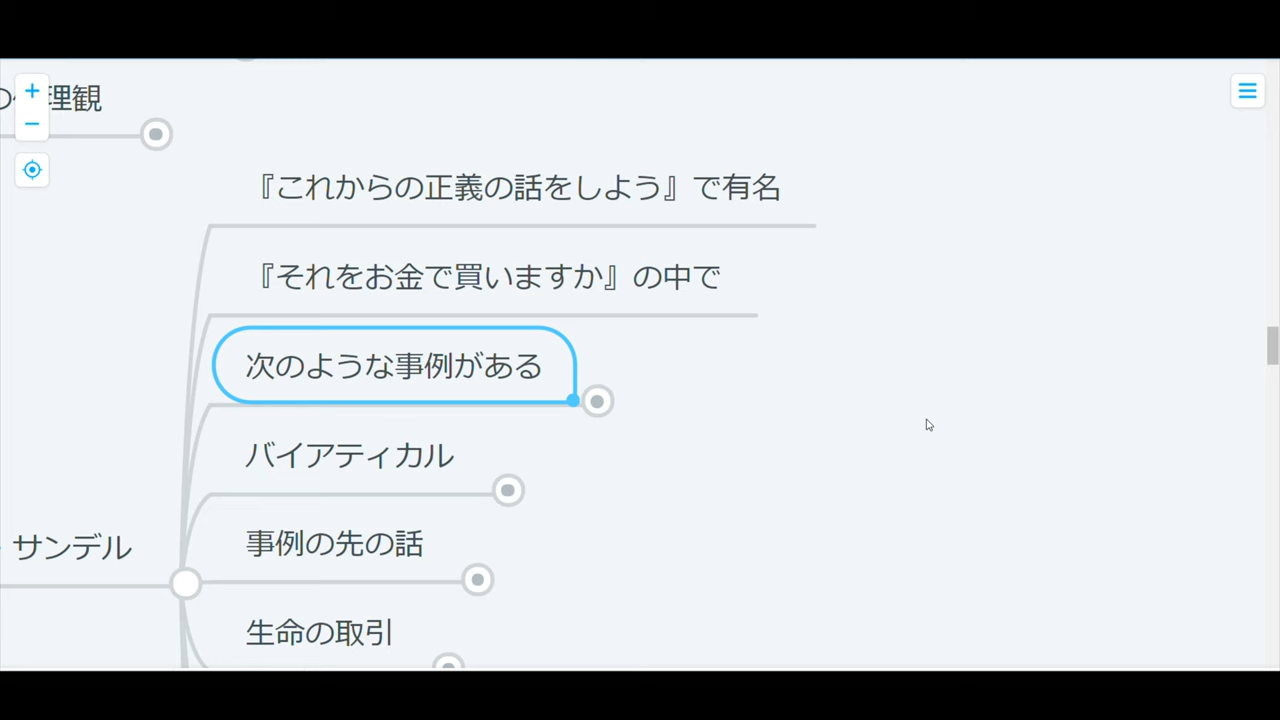 理観
『これからの正義の話をしよう』で有名
『それをお金で買いますか』の中で
次のような事例がある
バイアティカル
事例の先の話
サンデル
生命の取引